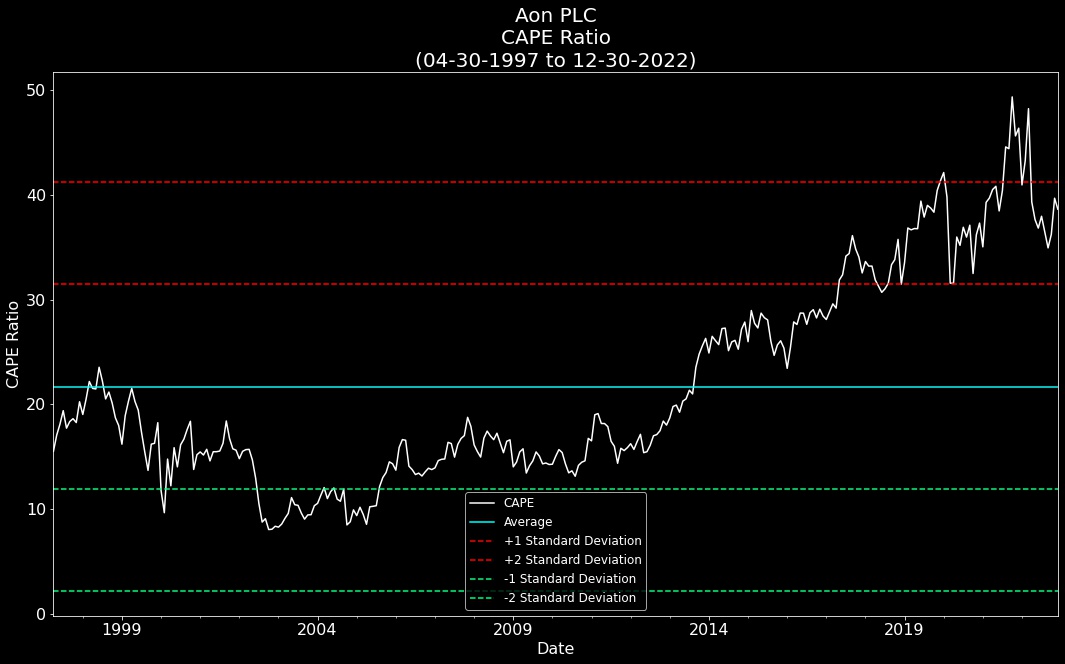 Aon PLC
CAPE Ratio
(04-30-1997 to 12-30-2022)
50
40
30
20
10
0
CAPE Ratio
CAPE
Average
+1 Standard Deviation
+2 Standard Deviation
-1 Standard Deviation
-2 Standard Deviation
1999
2004
2009
2014
2019
Date